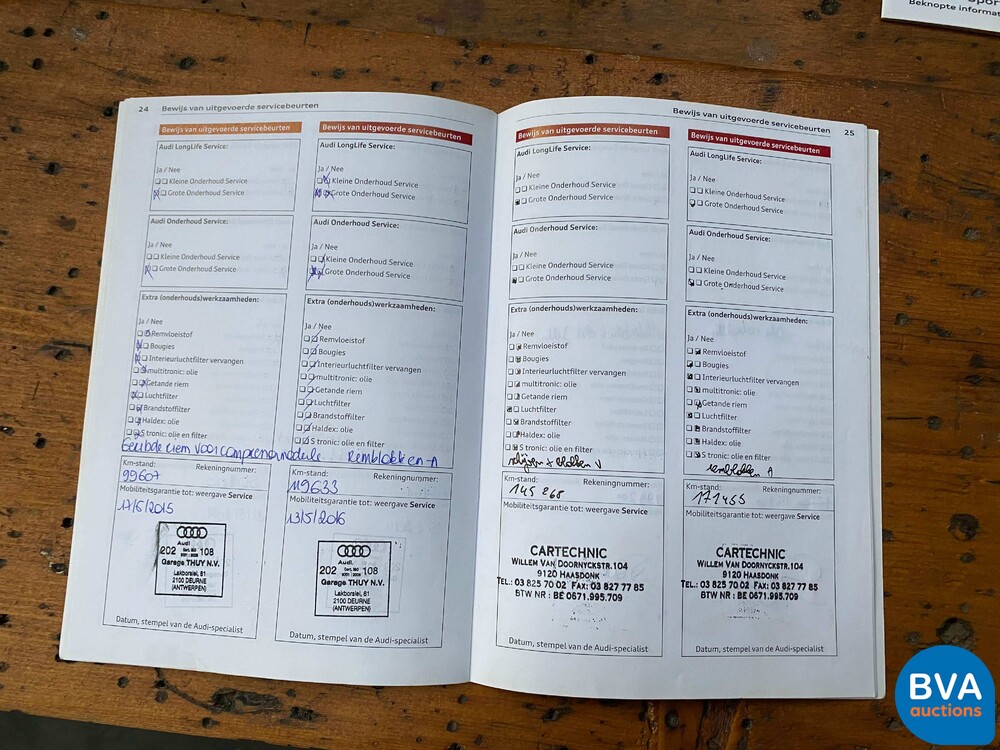 Beknopte informat
24 Bewijs van uitgevoerde servicebeurten
Bewijs van uitgevoerde servicebeurten
Audi LongLife Service:
Ja / Nee
Kleine Onderhoud Service
Grote Onderhoud Service
Audi Onderhoud Service:
Ja / Nee
Kleine Onderhoud Service
Grote Onderhoud Service
Extra (onderhouds)werkzaamheden:
Ja / Nee
Remvloeistof
Bougies
Interieurluchtfilter vervangen
multitronic: olie
Getande riem
Luchtfilter
Brandstoffilter
Haldex: olie
S tronic: olie en filter
Km-stand: Rekeningnummer:
99607
Mobiliteitsgarantie tot: weergave Service
17/6/2015
Audi
202 108
Garage THUY N.V.
Lakborslei, 81
2100 DEURNE
(ANTWERPEN)
Datum, stempel van de Audi-specialist
Bewijs van uitgevoerde servicebeurten
Audi LongLife Service:
Ja / Nee
Kleine Onderhoud Service
Grote Onderhoud Service
Audi Onderhoud Service:
Ja / Nee
Kleine Onderhoud Service
Grote Onderhoud Service
Extra (onderhouds)werkzaamheden:
Ja / Nee
Remvloeistof
Bougies
Interieurluchtfilter vervangen
multitronic: olie
Getande riem
Luchtfilter
Brandstoffilter
Haldex: olie
S tronic: olie en filter
Remblokken A
Km-stand: Rekeningnummer:
119633
Mobiliteitsgarantie tot: weergave Service
13/5/2016
Audi
202 108
Garage THUY N.V.
Lakborslei, 81
2100 DEURNE
(ANTWERPEN)
Datum, stempel van de Audi-specialist
Bewijs van uitgevoerde servicebeurten 25
Bewijs van uitgevoerde servicebeurten
Audi LongLife Service:
Ja / Nee
Kleine Onderhoud Service
Grote Onderhoud Service
Audi Onderhoud Service:
Ja / Nee
Kleine Onderhoud Service
Grote Onderhoud Service
Extra (onderhouds)werkzaamheden:
Ja / Nee
Remvloeistof
Bougies
Interieurluchtfilter vervangen
multitronic: olie
Getande riem
Luchtfilter
Brandstoffilter
Haldex: olie
S tronic: olie en filter
schijven + blokken V
Km-stand: Rekeningnummer:
145 268
Mobiliteitsgarantie tot: weergave Service
CARTECHNIC
WILLEM VAN DOORNYCKSTR.104
9120 HAASDONK
TEL.: 03 825 70 02 FAX: 03 827 77 85
BTW NR : BE 0671.995.709
Datum, stempel van de Audi-specialist
Bewijs van uitgevoerde servicebeurten
Audi LongLife Service:
Ja / Nee
Kleine Onderhoud Service
Grote Onderhoud Service
Audi Onderhoud Service:
Ja / Nee
Kleine Onderhoud Service
Grote Onderhoud Service
Extra (onderhouds)werkzaamheden:
Ja / Nee
Remvloeistof
Bougies
Interieurluchtfilter vervangen
multitronic: olie
Getande riem
Luchtfilter
Brandstoffilter
Haldex: olie
S tronic: olie en filter
remblokken A
Km-stand: Rekeningnummer:
171455
Mobiliteitsgarantie tot: weergave Service
CARTECHNIC
WILLEM VAN DOORNYCKSTR.104
9120 HAASDONK
TEL.: 03 825 70 02 FAX: 03 827 77 85
BTW NR : BE 0671.995.709
Datum, stempel van de Audi-specialist
BVA
auctions